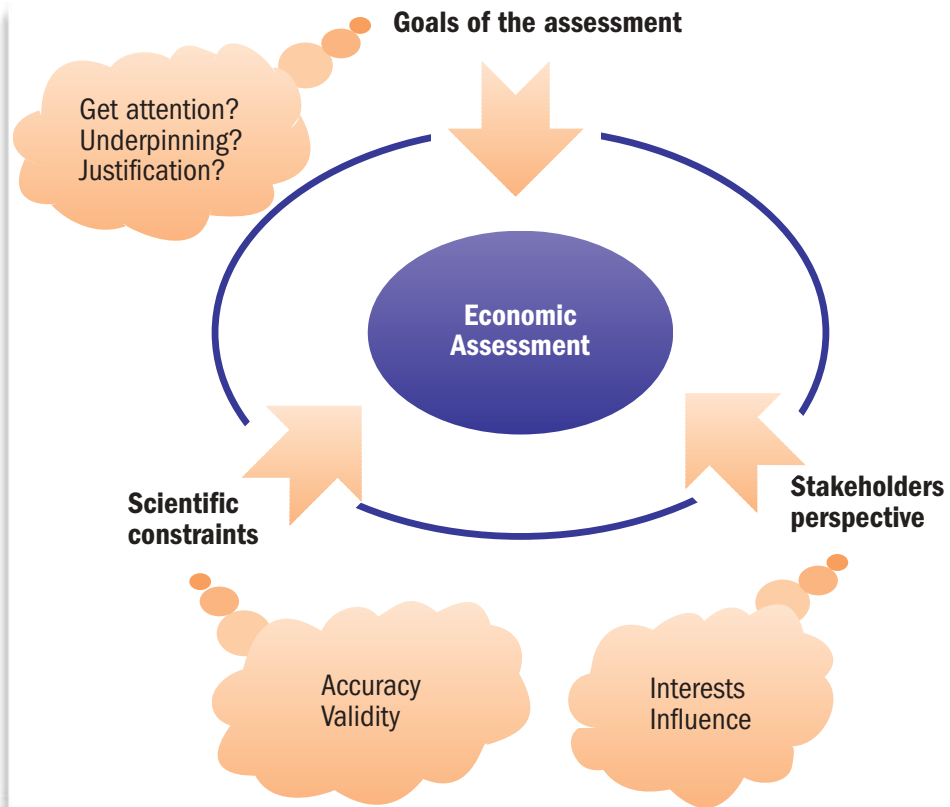 Goals of the assessment
Get attention?
Underpinning?
Justification?
Economic
Assessment
Scientific
constraints
Stakeholders
perspective
Accuracy
Validity
Interests
Influence